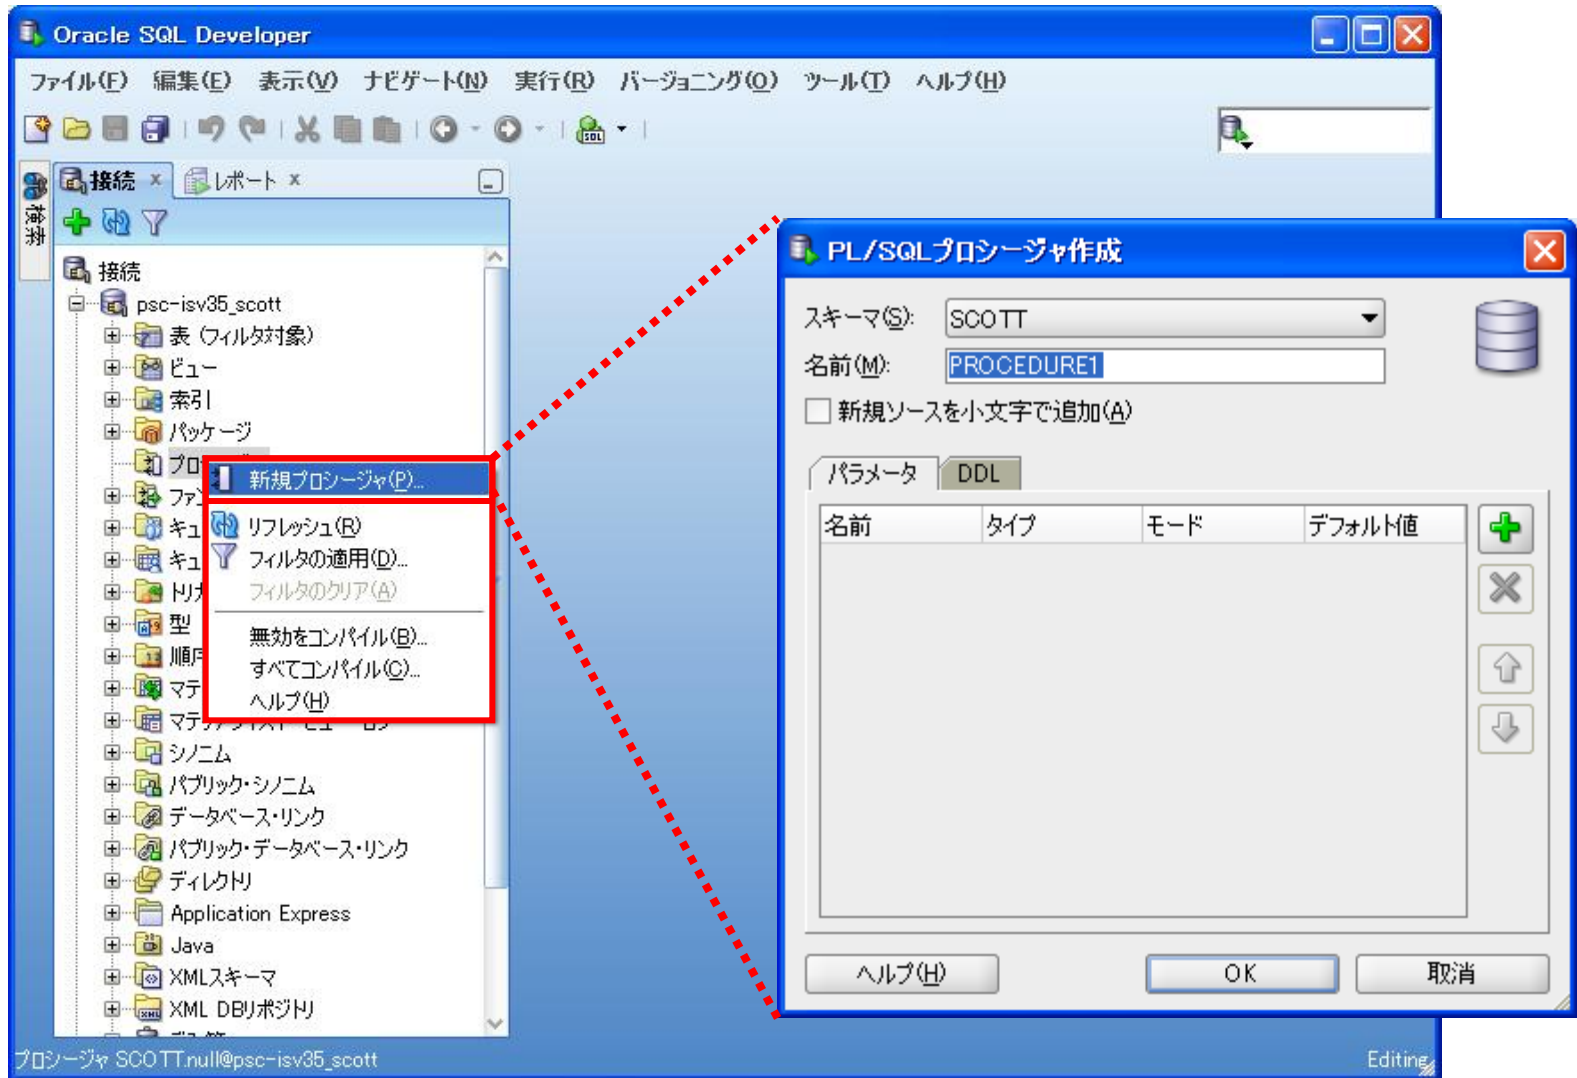 Oracle SQL Developer
ファイル(F) 編集(E) 表示(V) ナビゲート(N) 実行(R) バージョニング(O) ツール(T) ヘルプ(H)
SQL
検索
接続 × レポート ×
接続
psc-isv35_scott
表 (フィルタ対象)
ビュー
索引
パッケージ
新規プロシージャ(P)...
リフレッシュ(R)
フィルタの適用(D)...
フィルタのクリア(A)
無効をコンパイル(B)...
すべてコンパイル(C)...
ヘルプ(H)
型
シノニム
パブリック・シノニム
データベース・リンク
パブリック・データベース・リンク
ディレクトリ
Application Express
Java
XMLスキーマ
XML DBリポジトリ
プロシージャ SCOTT.null@psc-isv35_scott
Editing
PL/SQLプロシージャ作成
スキーマ(S): SCOTT
名前(M): PROCEDURE1
新規ソースを小文字で追加(A)
パラメータ DDL
名前 タイプ モード デフォルト値
ヘルプ(H) OK 取消